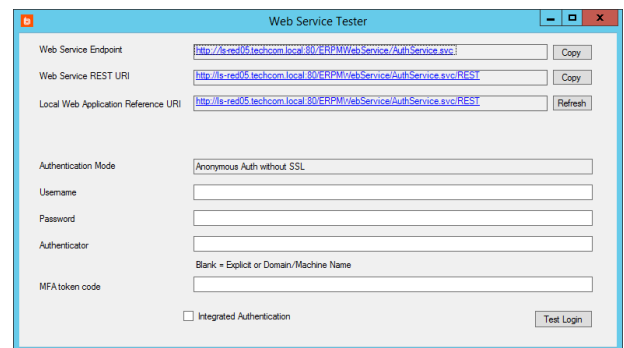 Web Service Tester
Web Service Endpoint http://ls-red05.techcom.local:80/ERPMWebService/AuthService.svc Copy
Web Service REST URI http://ls-red05.techcom.local:80/ERPMWebService/AuthService.svc/REST Copy
Local Web Application Reference URI http://ls-red05.techcom.local:80/ERPMWebService/AuthService.svc/REST Refresh
Authentication Mode Anonymous Auth without SSL
Username
Password
Authenticator
Blank = Explicit or Domain/Machine Name
MFA token code
Integrated Authentication Test Login